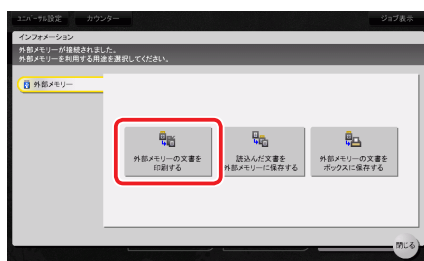 ユニバーサル設定 カウンター ジョブ表示
インフォメーション
外部メモリーが接続されました。
外部メモリーを利用する用途を選択してください。
外部メモリー
外部メモリーの文書を
印刷する
読込んだ文書を
外部メモリーに保存する
外部メモリーの文書を
ボックスに保存する
閉じる